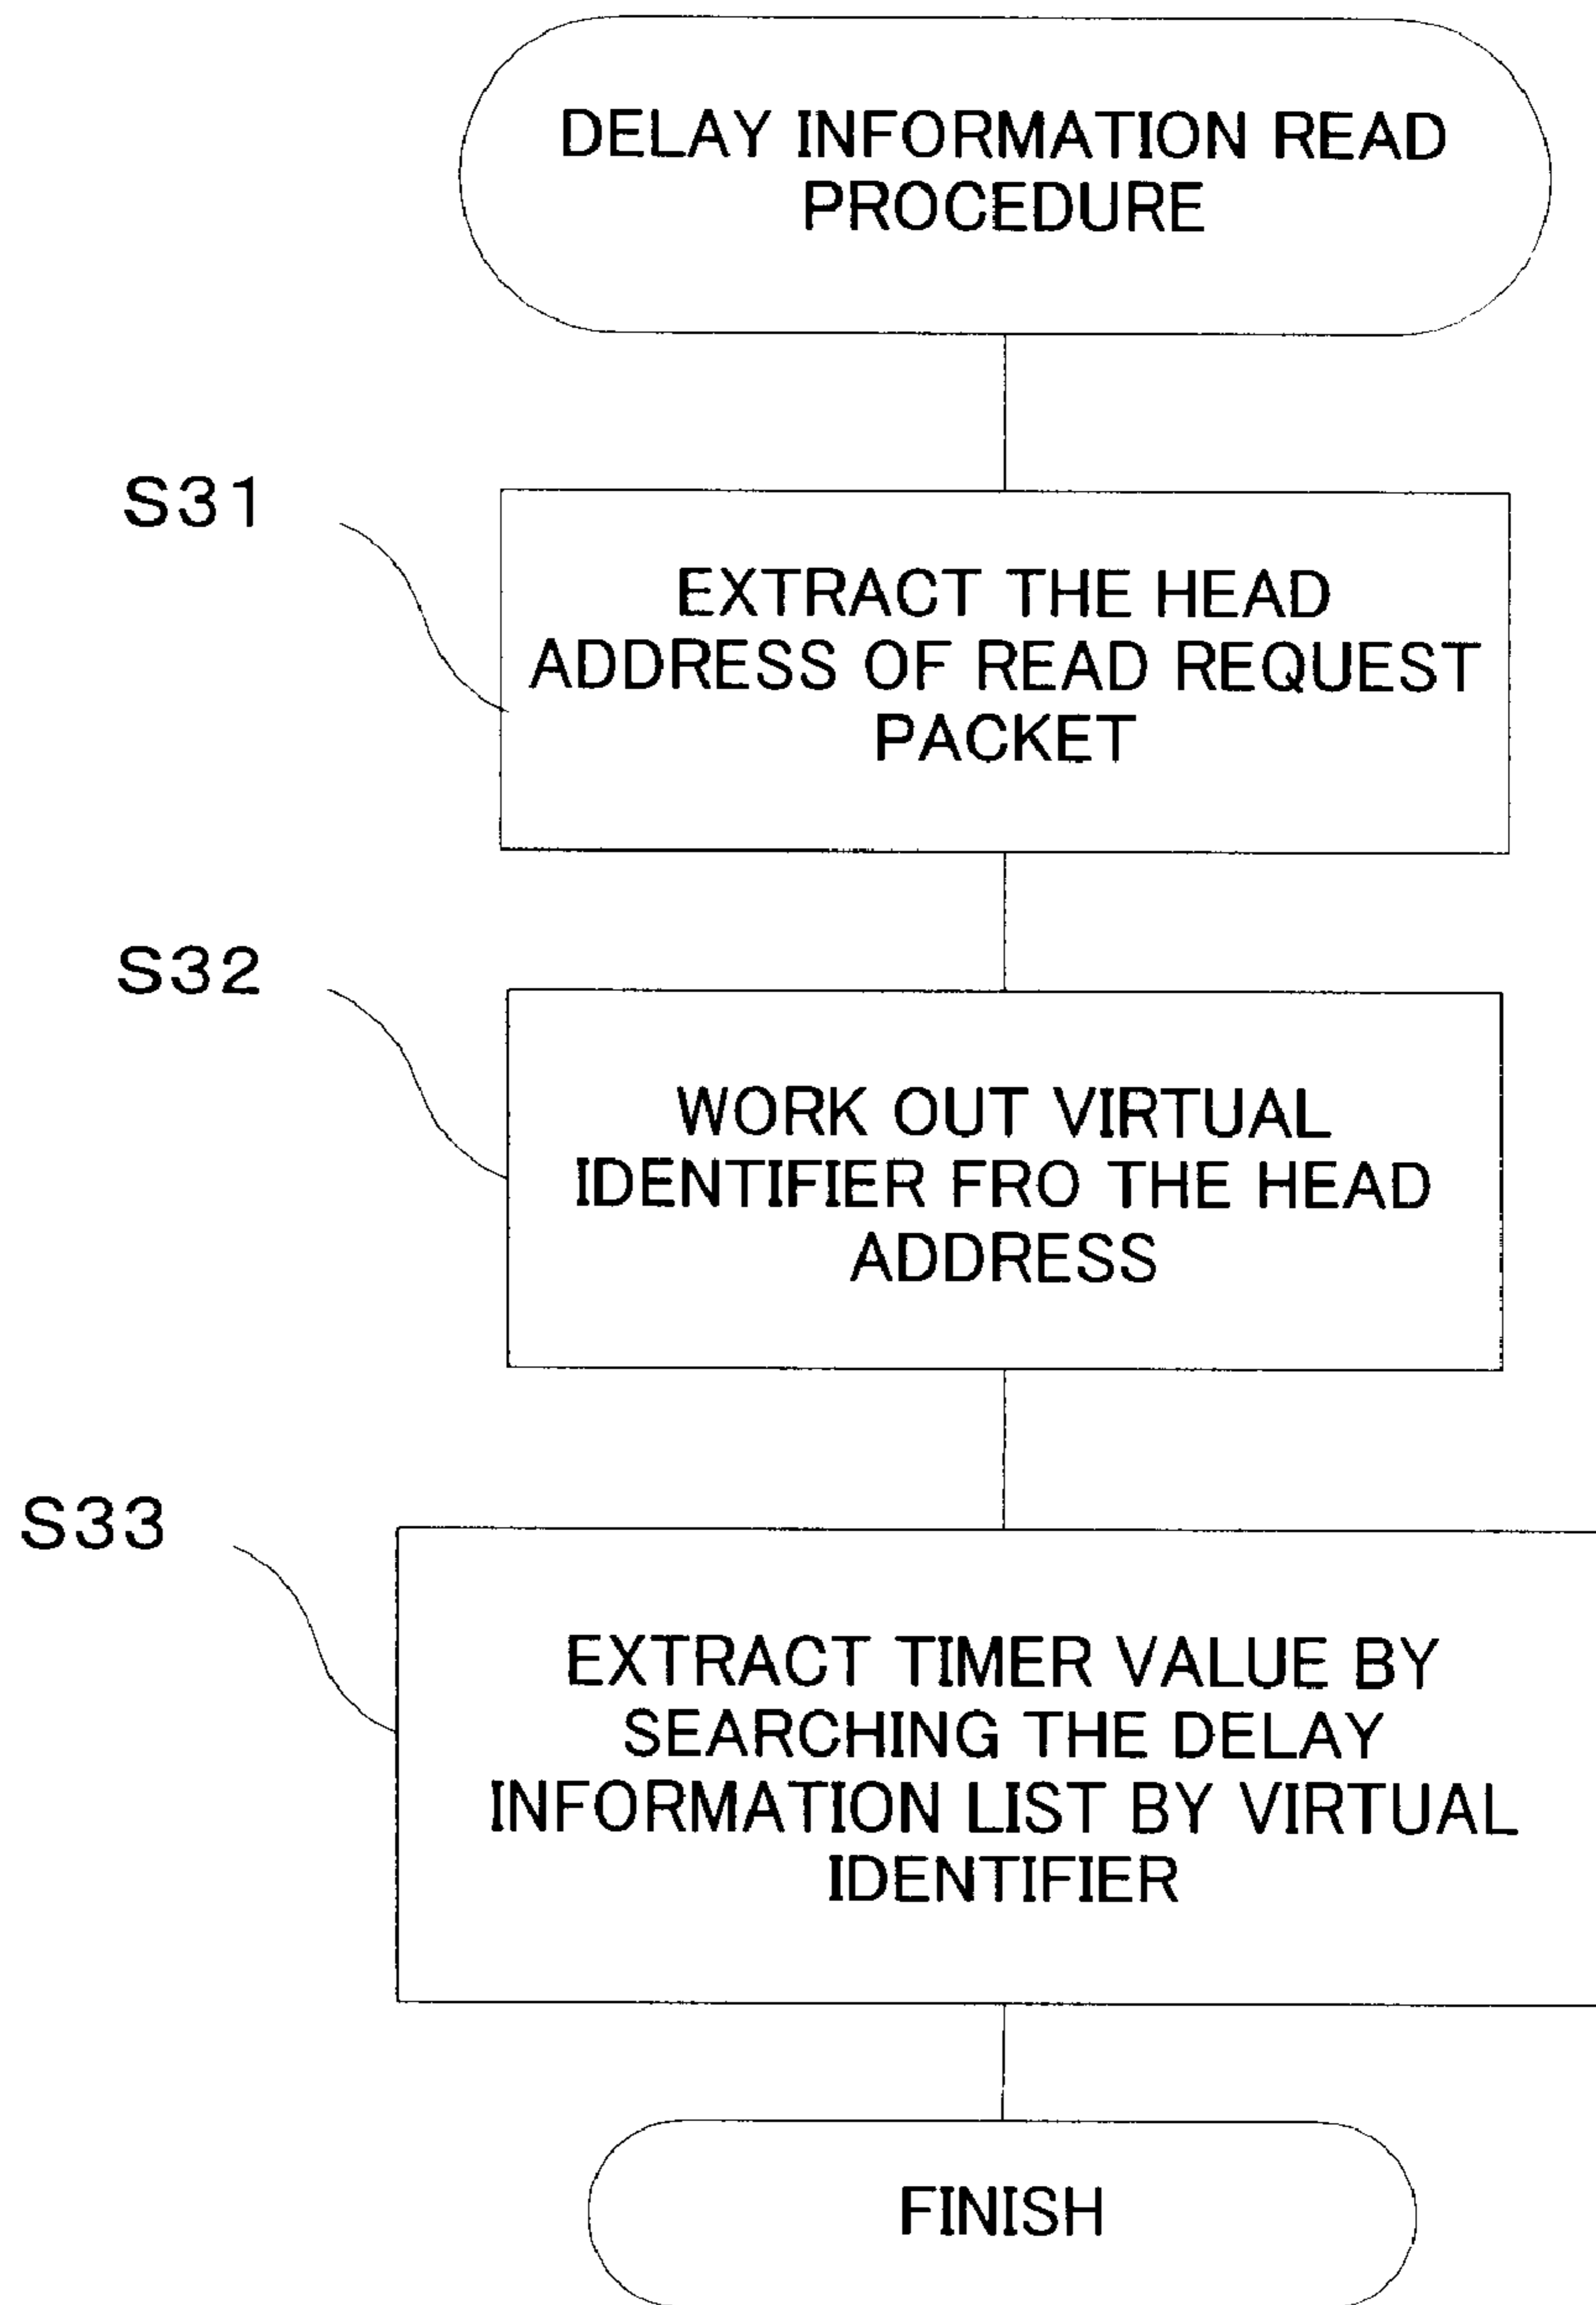 DELAY INFORMATION READ
PROCEDURE
S31
EXTRACT THE HEAD
ADDRESS OF READ REQUEST
PACKET
S32
WORK OUT VIRTUAL
IDENTIFIER FRO THE HEAD
ADDRESS
S33
EXTRACT TIMER VALUE BY
SEARCHING THE DELAY
INFORMATION LIST BY VIRTUAL
IDENTIFIER
FINISH